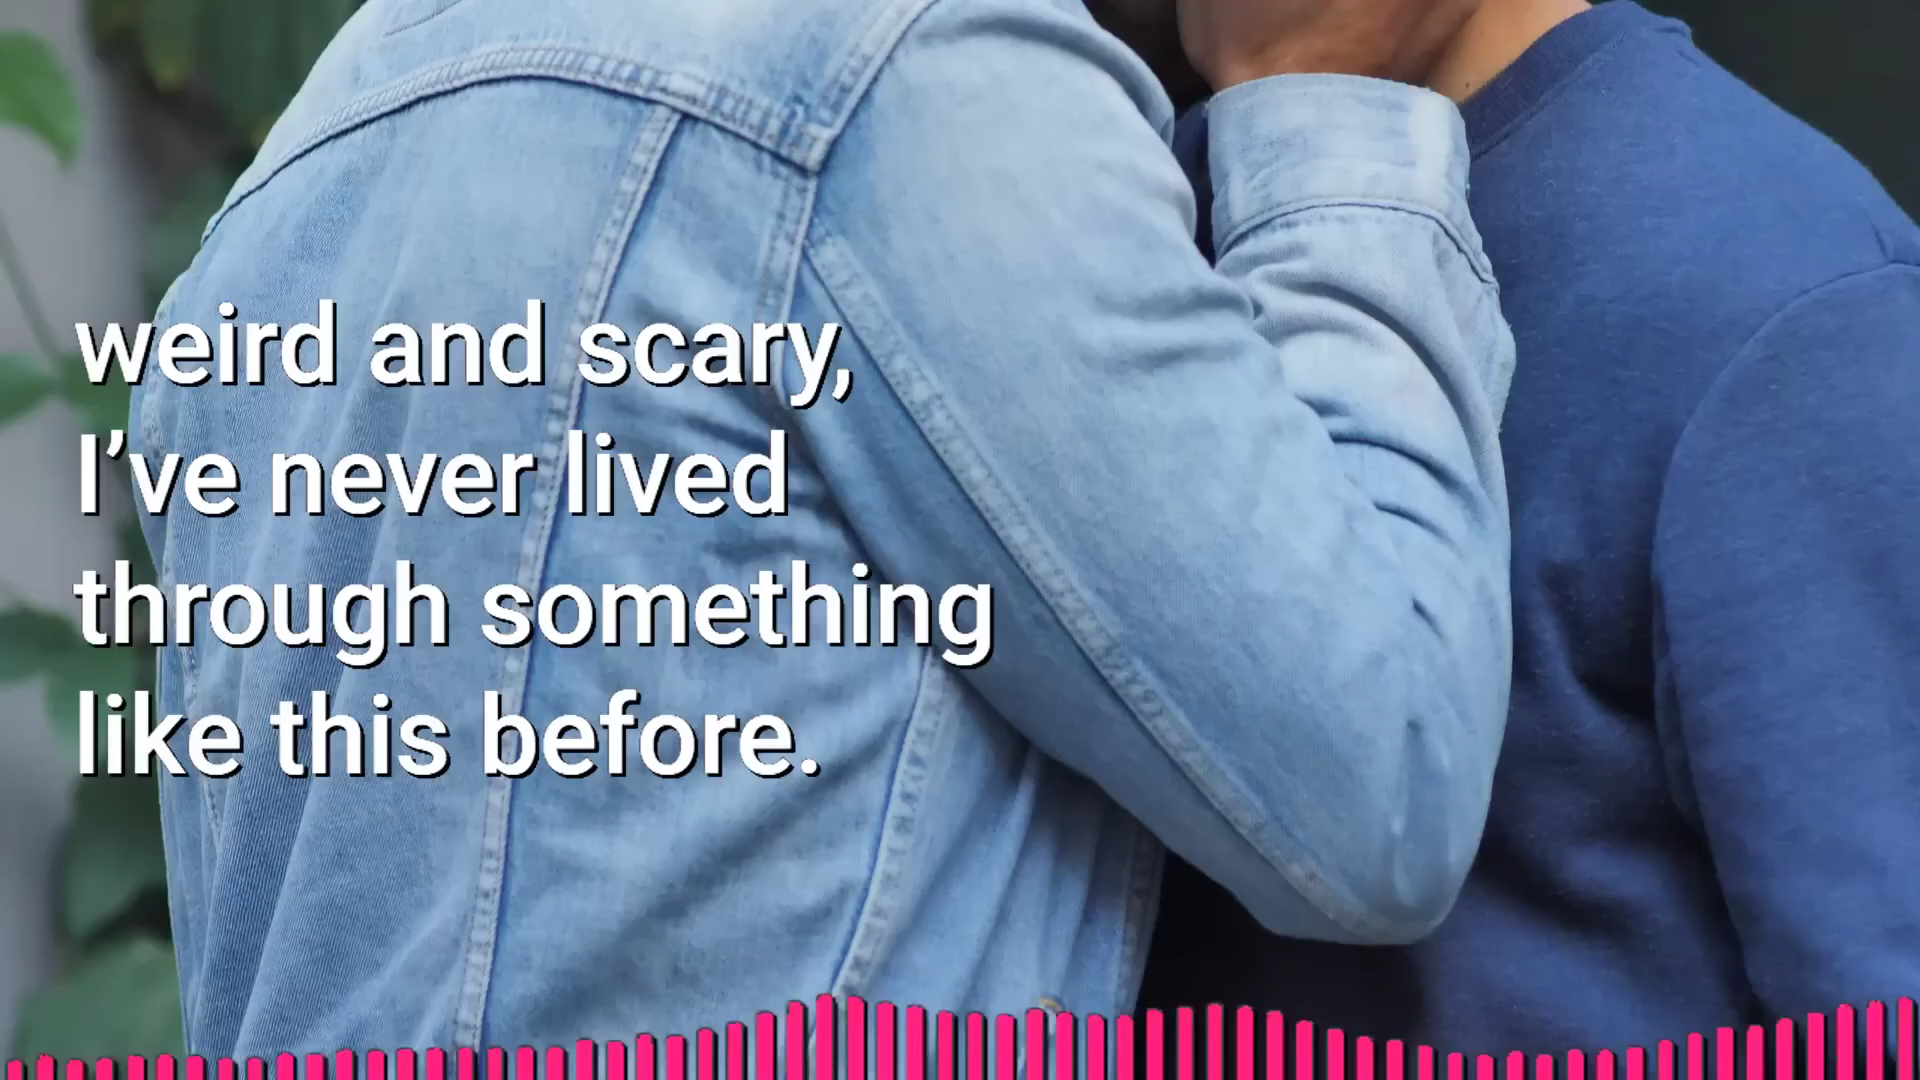 weird and scary,
I’ve never lived
through something
like this before.